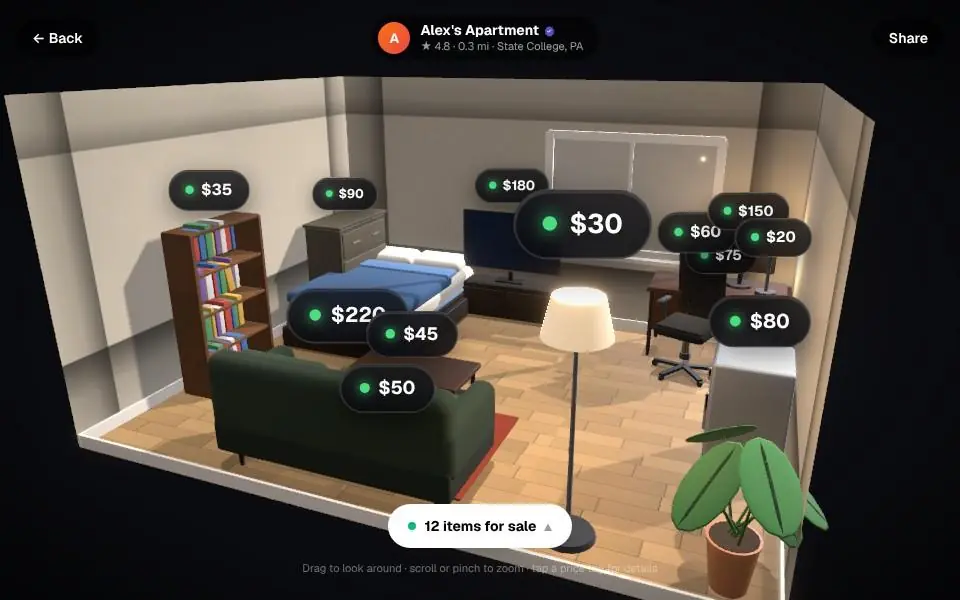 ← Back
A
Alex's Apartment
★ 4.8 · 0.3 mi · State College, PA
Share
$35
$90
$180
$30
$150
$60
$20
$75
$220
$45
$80
$50
12 items for sale ▲
Drag to look around · scroll or pinch to zoom · tap a price tag for details